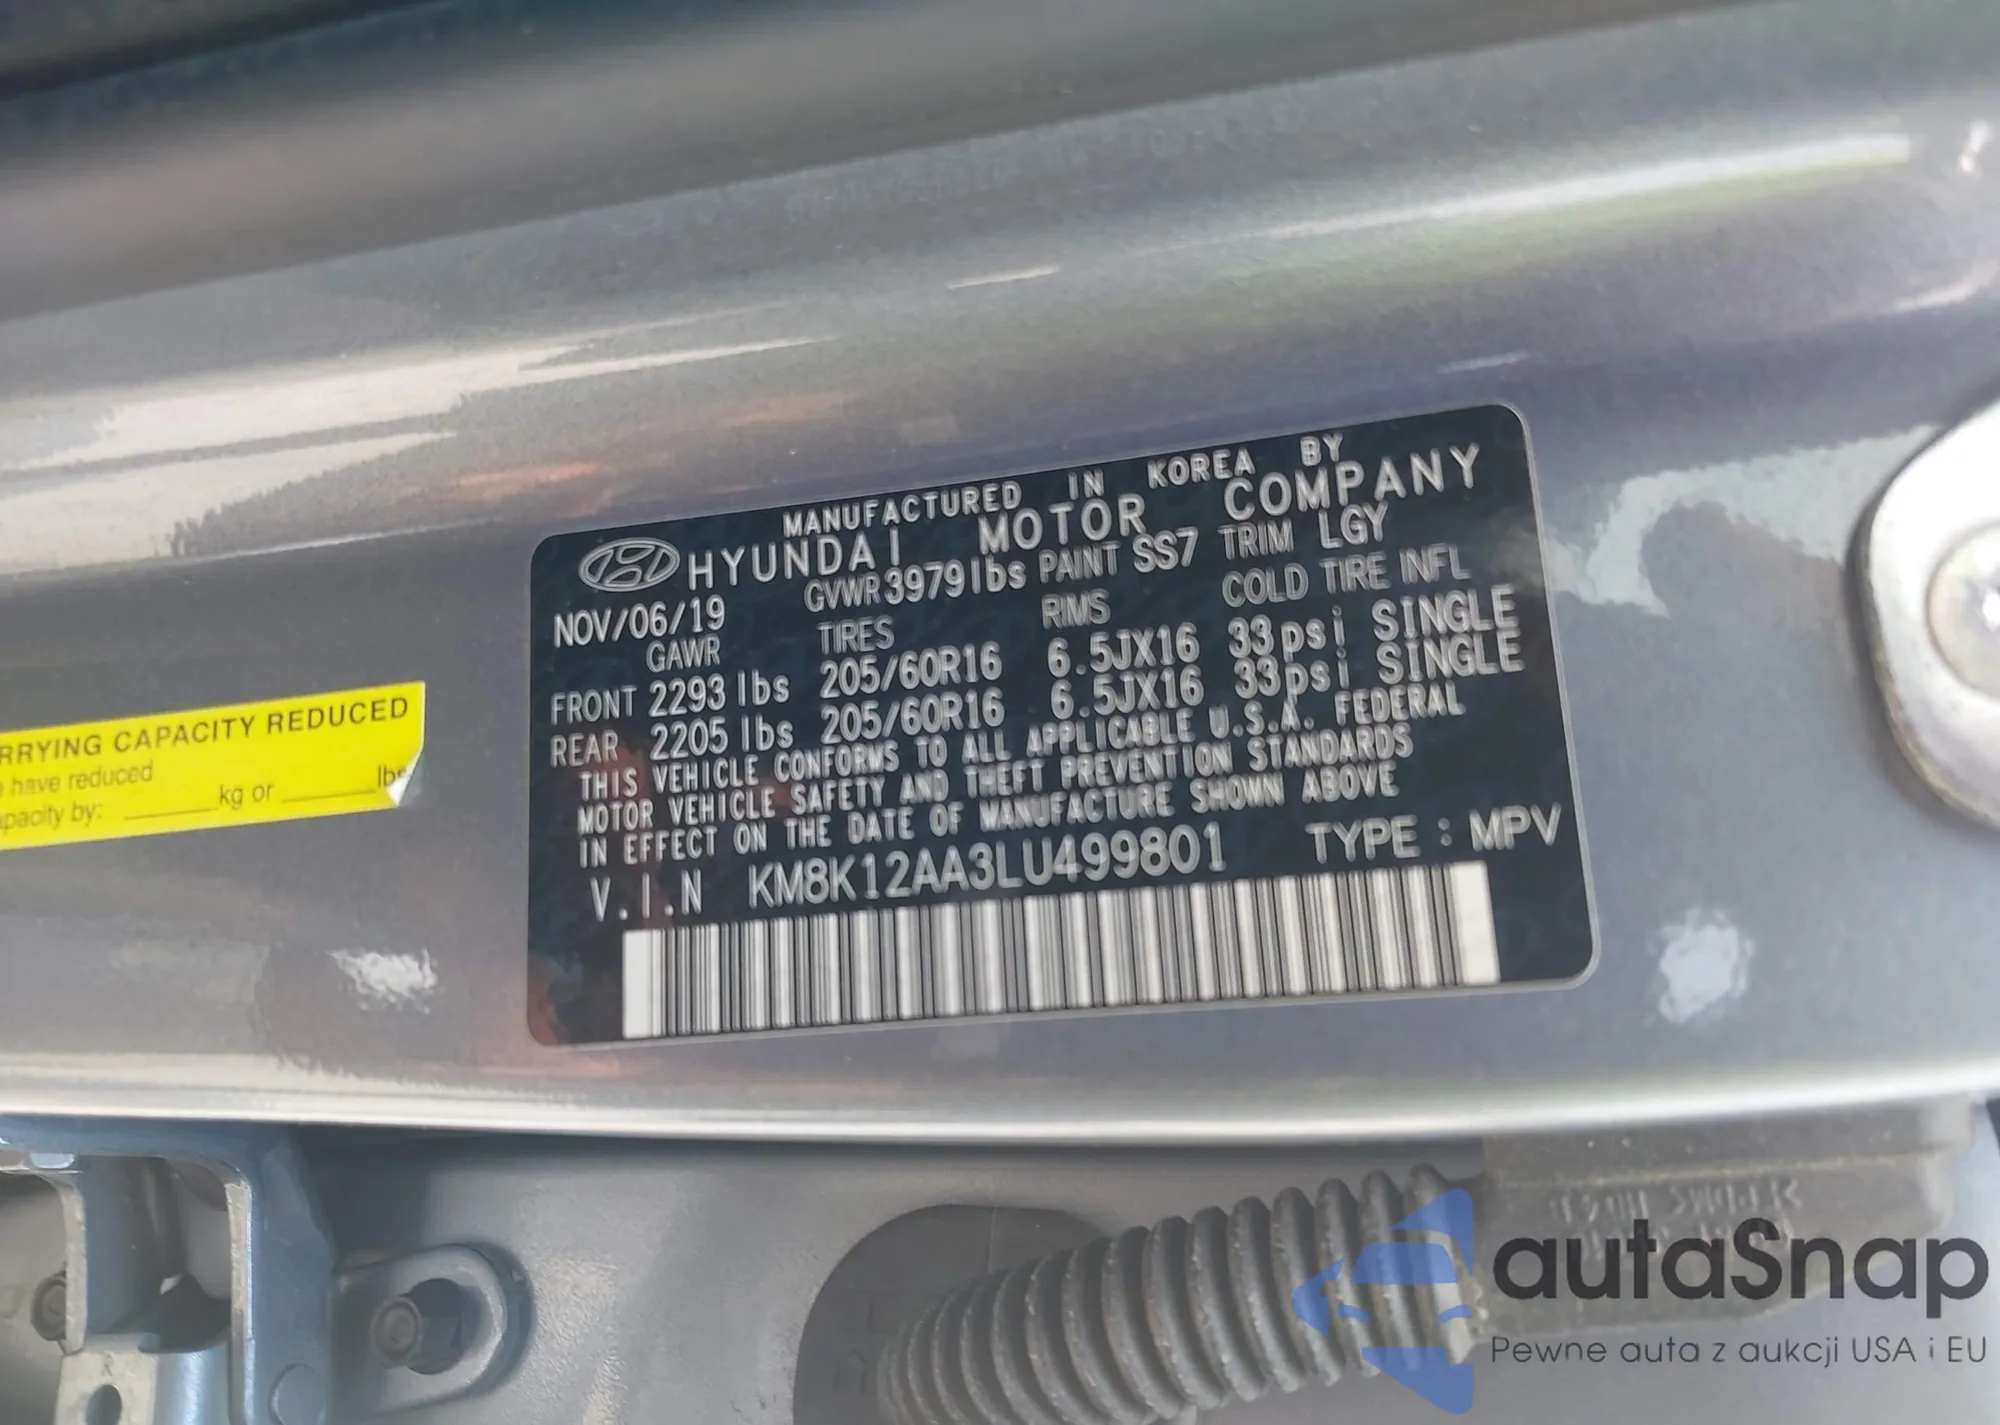 MANUFACTURED IN KOREA BY
HYUNDAI MOTOR COMPANY
NOV/06/19 GVWR 3979lbs PAINT SS7 TRIM LGY
GAWR TIRES RIMS COLD TIRE INFL
FRONT 2293 lbs 205/60R16 6.5JX16 33psi SINGLE
REAR 2205 lbs 205/60R16 6.5JX16 33psi SINGLE
THIS VEHICLE CONFORMS TO ALL APPLICABLE U.S.A. FEDERAL
MOTOR VEHICLE SAFETY AND THEFT PREVENTION STANDARDS
IN EFFECT ON THE DATE OF MANUFACTURE SHOWN ABOVE
V.I.N KM8K12AA3LU499801 TYPE : MPV
RRYING CAPACITY REDUCED
have reduced
pacity by: ______ kg or ______ lbs
R
autaSnap
Pewne auta z aukcji USA i EU